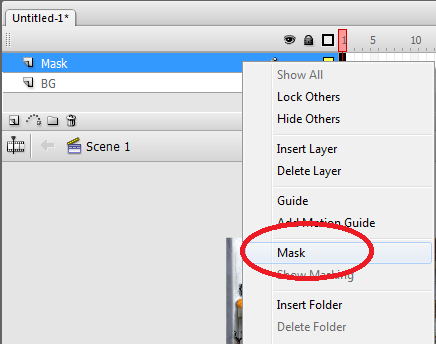 Untitled-1*
1 5 10
Mask
BG
Scene 1
Show All
Lock Others
Hide Others
Insert Layer
Delete Layer
Guide
Add Motion Guide
Mask
Show Masking
Insert Folder
Delete Folder